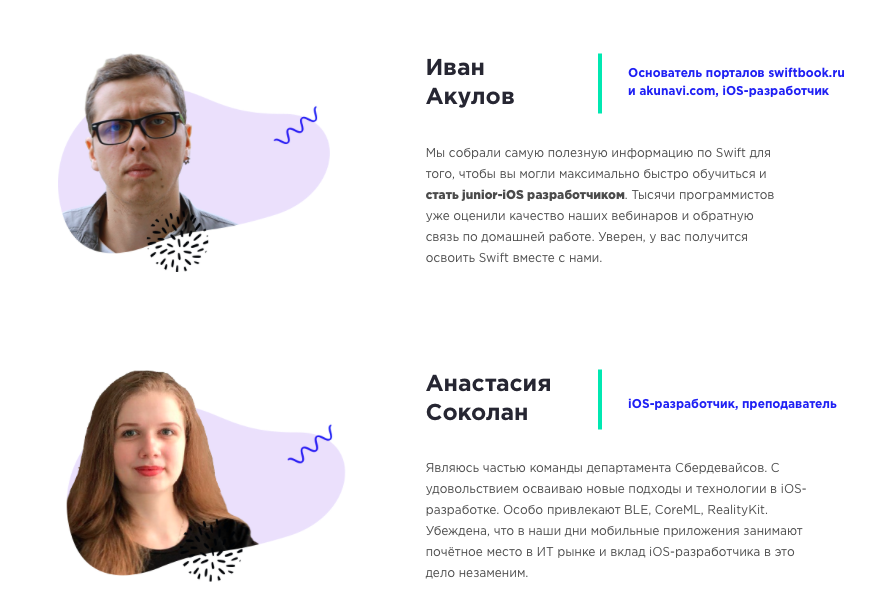 Иван
Акулов
Основатель порталов swiftbook.ru
и akunavi.com, iOS-разработчик
Мы собрали самую полезную информацию по Swift для
того, чтобы вы могли максимально быстро обучиться и
стать junior-iOS разработчиком. Тысячи программистов
уже оценили качество наших вебинаров и обратную
связь по домашней работе. Уверен, у вас получится
освоить Swift вместе с нами.
Анастасия
Соколан
iOS-разработчик, преподаватель
Являюсь частью команды департамента Сбердевайсов. С
удовольствием осваиваю новые подходы и технологии в iOS-
разработке. Особо привлекают BLE, CoreML, RealityKit.
Убеждена, что в наши дни мобильные приложения занимают
почётное место в ИТ рынке и вклад iOS-разработчика в это
дело незаменим.